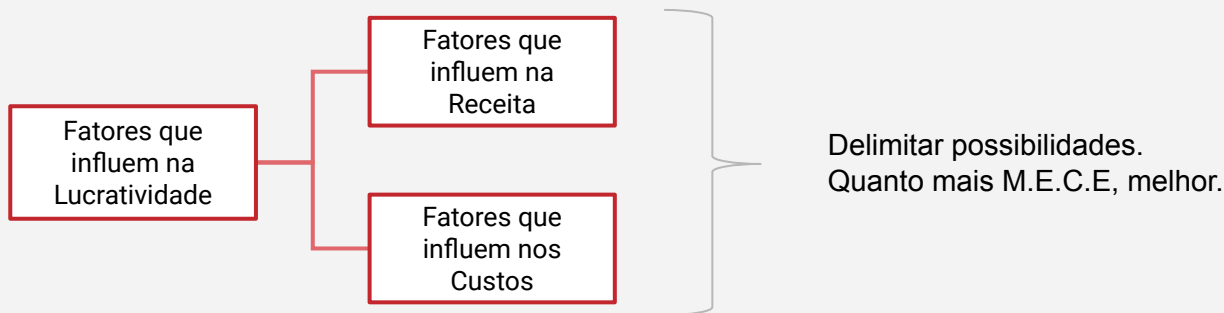 Fatores que
influem na
Receita
Fatores que
influem na
Lucratividade
Delimitar possibilidades.
Quanto mais M.E.C.E, melhor.
Fatores que
influem nos
Custos